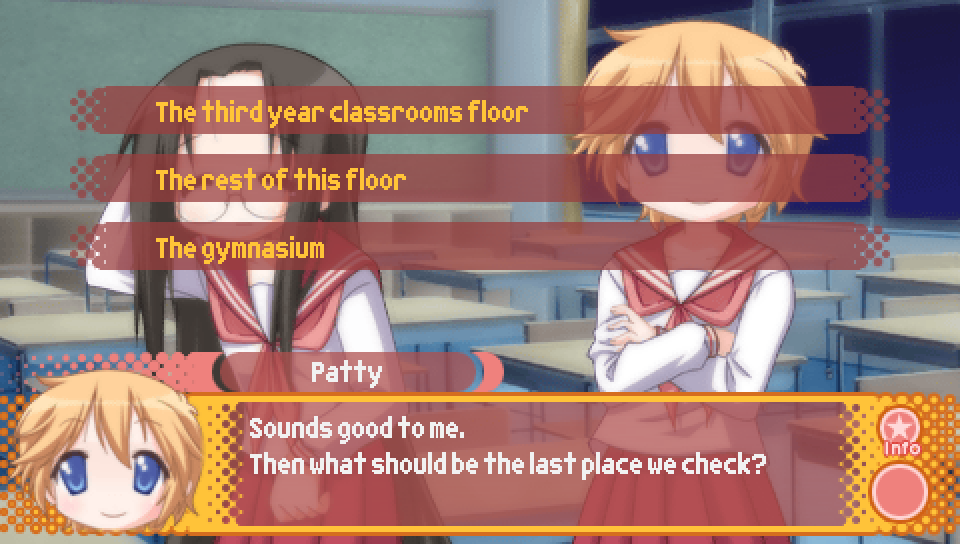 The third year classrooms floor
The rest of this floor
The gymnasium
Patty
Sounds good to me.
Then what should be the last place we check?
Info